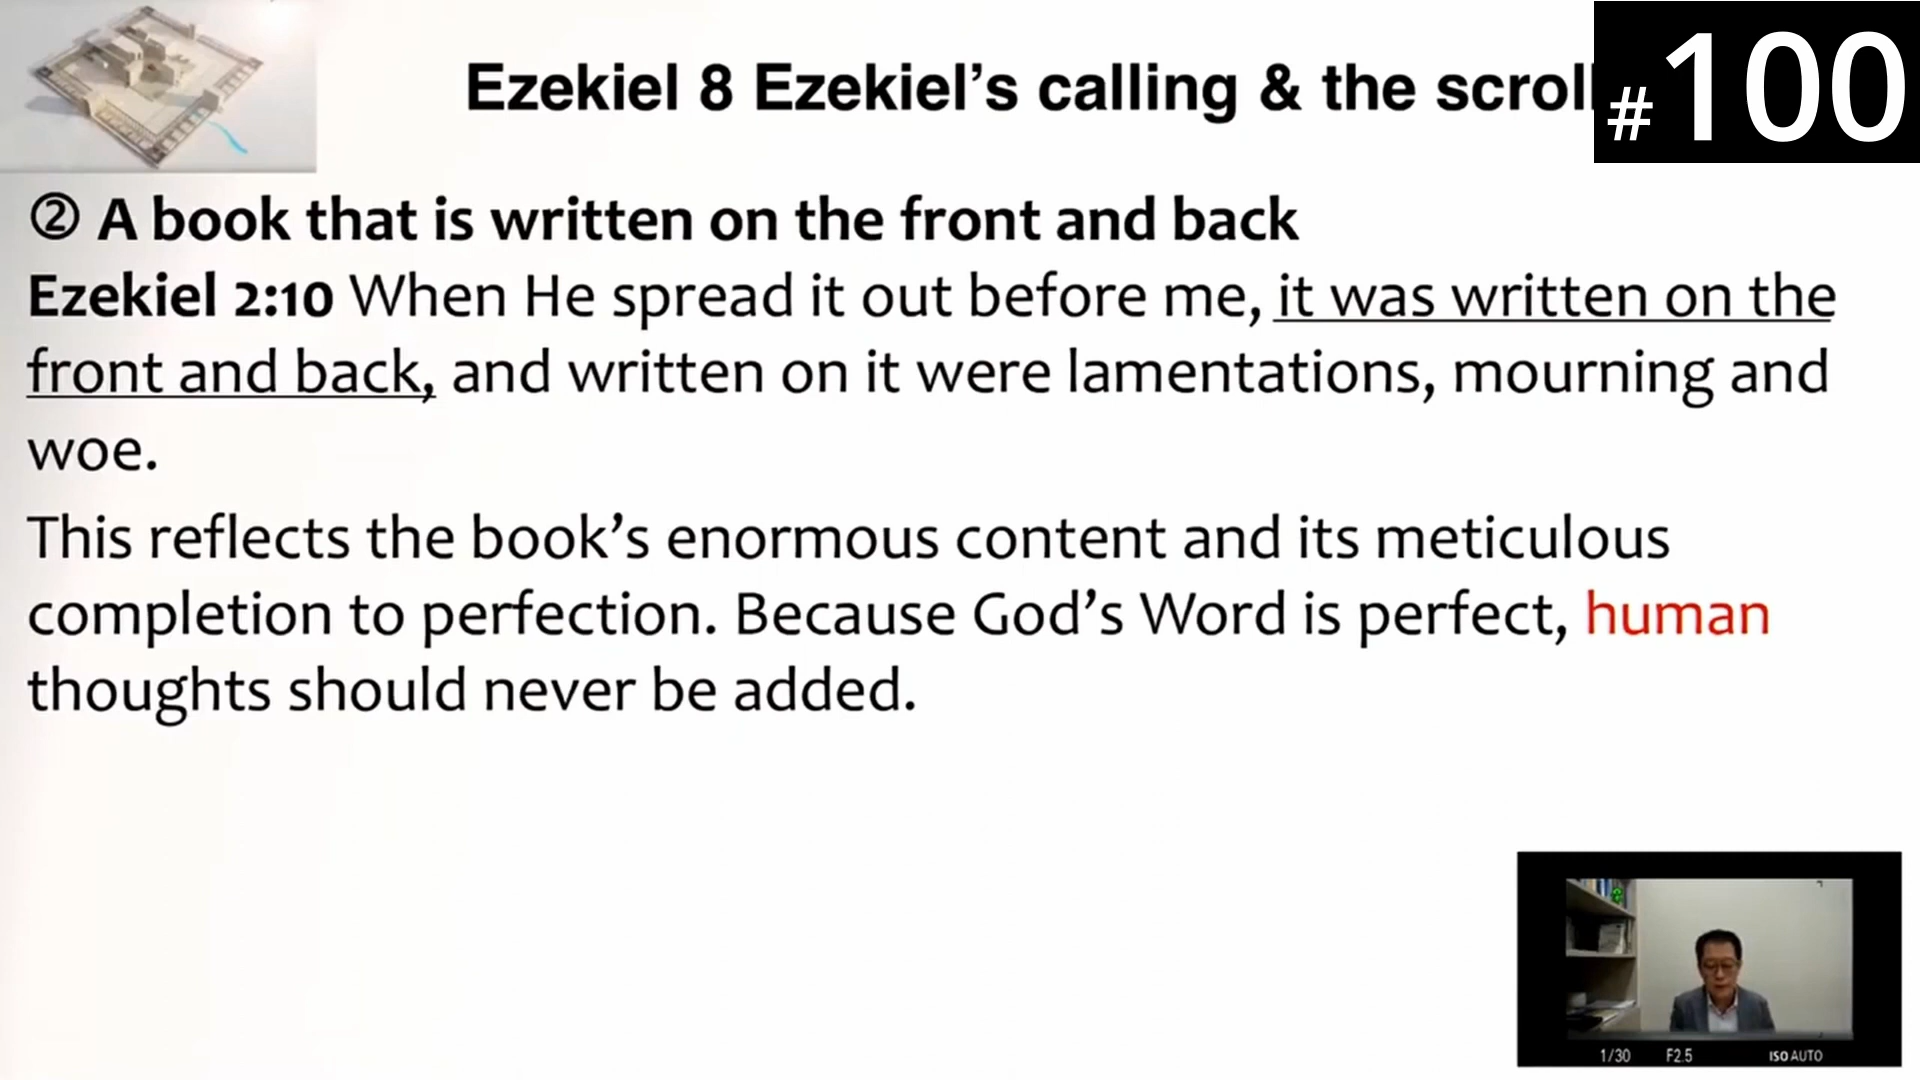 Ezekiel 8 Ezekiel’s calling & the scroll
#100
② A book that is written on the front and back
Ezekiel 2:10 When He spread it out before me, it was written on the
front and back, and written on it were lamentations, mourning and
woe.
This reflects the book’s enormous content and its meticulous
completion to perfection. Because God’s Word is perfect, human
thoughts should never be added.
1/30 F2.5 ISO AUTO